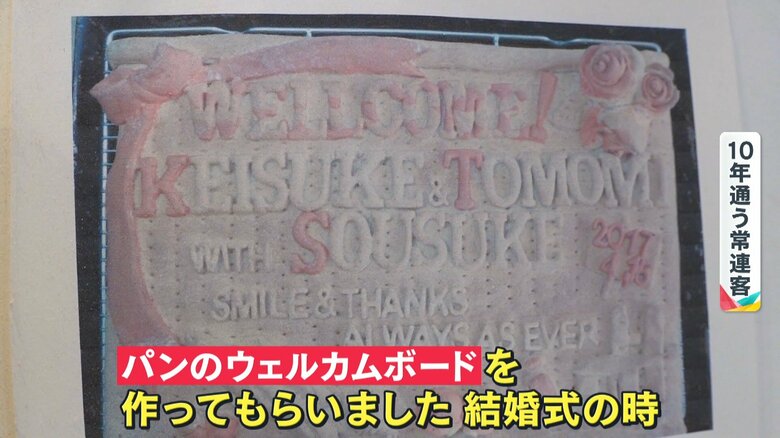 WELLCOME!
KEISUKE & TOMOMI
WITH SOUSUKE
2017
SMILE & THANKS
ALWAYS AS EVER
10年通う常連客
パンのウェルカムボードを
作ってもらいました 結婚式の時